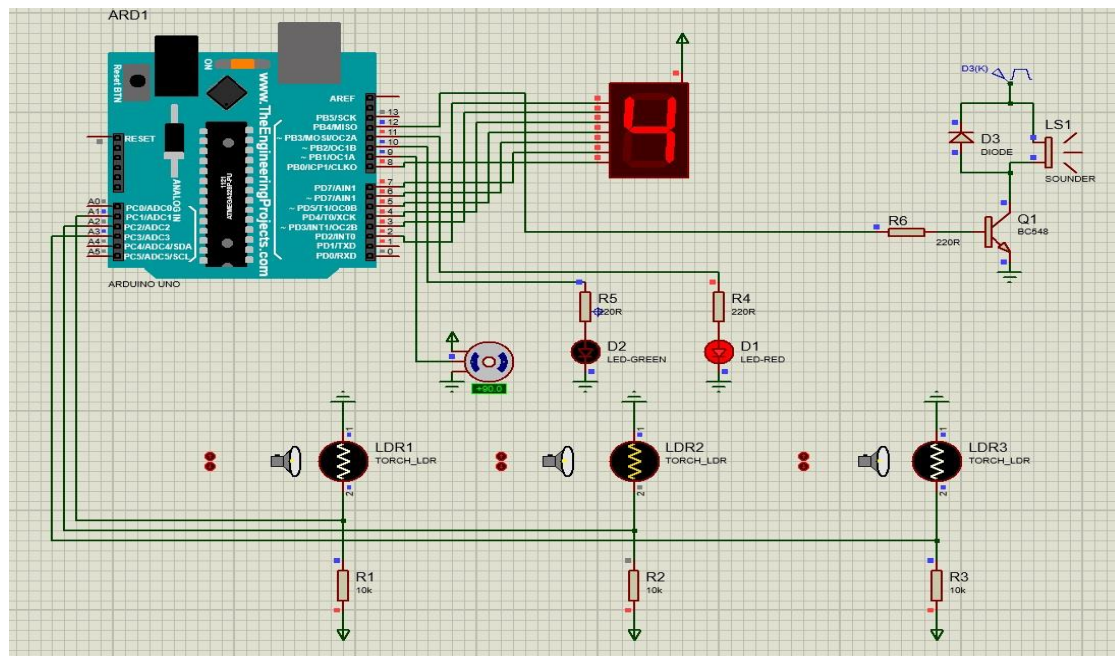 ARD1
Reset BTN
ON
www.TheEngineeringProjects.com
ANALOG IN
RESET
AREF
PB5/SCK
PB4/MISO
~ PB3/MOSI/OC2A
~ PB2/OC1B
~ PB1/OC1A
PB0/ICP1/CLKO
13
12
11
10
9
8
PD7/AIN1
~ PD7/AIN1
~ PD5/T1/OC0B
PD4/T0/XCK
~ PD3/INT1/OC2B
PD2/INT0
PD1/TXD
PD0/RXD
7
6
5
4
3
2
1
0
A0
A1
A2
A3
A4
A5
PC0/ADC0
PC1/ADC1
PC2/ADC2
PC3/ADC3
PC4/ADC4/SDA
PC5/ADC5/SCL
ARDUINO UNO
4
D3(K)
D3
DIODE
LS1
SOUNDER
R6
220R
Q1
BC548
R5
220R
D2
LED-GREEN
R4
220R
D1
LED-RED
+90.0
LDR1
TORCH_LDR
1
2
LDR2
TORCH_LDR
1
2
LDR3
TORCH_LDR
1
2
R1
10k
R2
10k
R3
10k